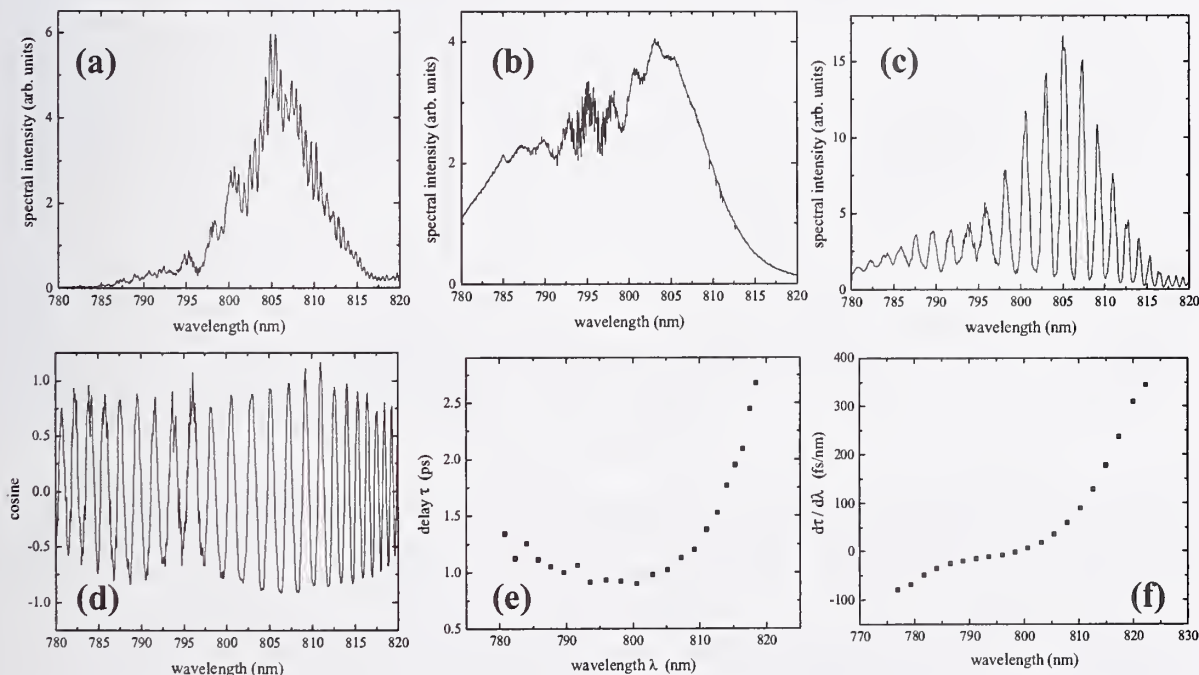 (a)
spectral intensity (arb. units)
6
4
2
0
780 785 790 795 800 805 810 815 820
wavelength (nm)
(b)
spectral intensity (arb. units)
4
2
0
780 785 790 795 800 805 810 815 820
wavelength (nm)
(c)
spectral intensity (arb. units)
15
10
5
0
780 785 790 795 800 805 810 815 820
wavelength (nm)
(d)
cosine
1.0
0.5
0.0
-0.5
-1.0
780 785 790 795 800 805 810 815 820
wavelength (nm)
(e)
delay τ (ps)
2.5
2.0
1.5
1.0
0.5
780 790 800 810 820
wavelength λ (nm)
(f)
dτ / dλ (fs/nm)
400
300
200
100
0
-100
770 780 790 800 810 820 830
wavelength (nm)